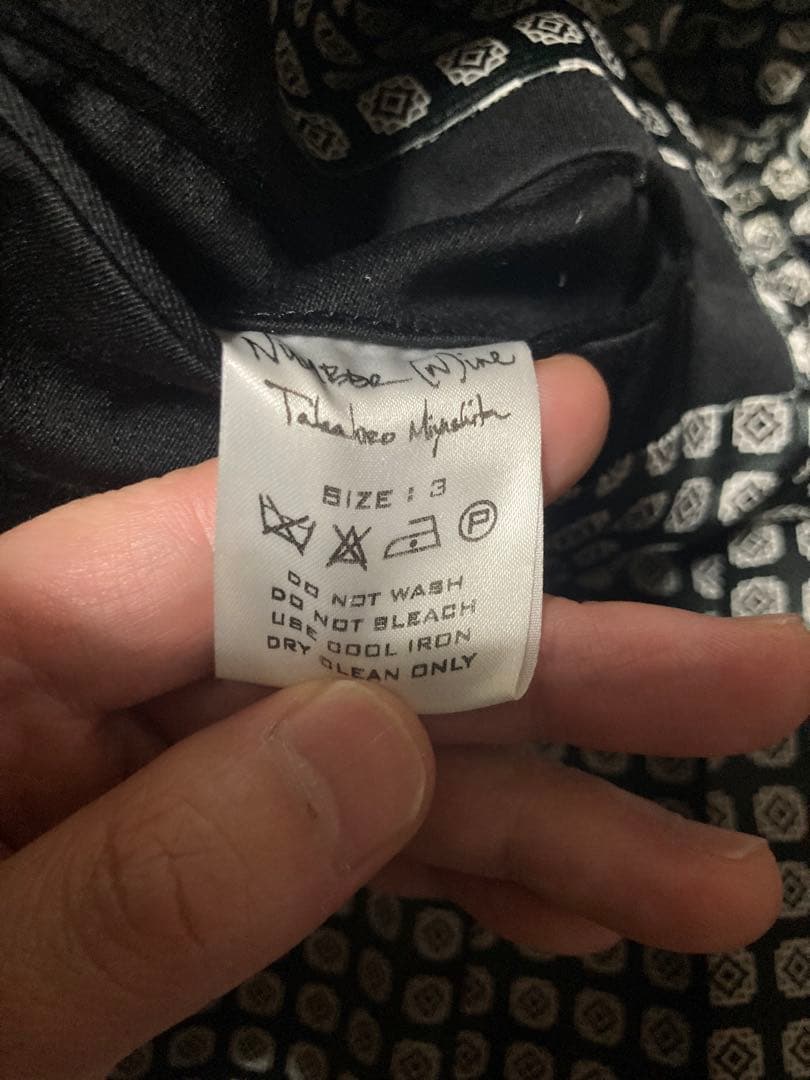 Number (N)ine
Takahiro Miyashita
SIZE : 3
P
DO NOT WASH
DO NOT BLEACH
USE COOL IRON
DRY CLEAN ONLY